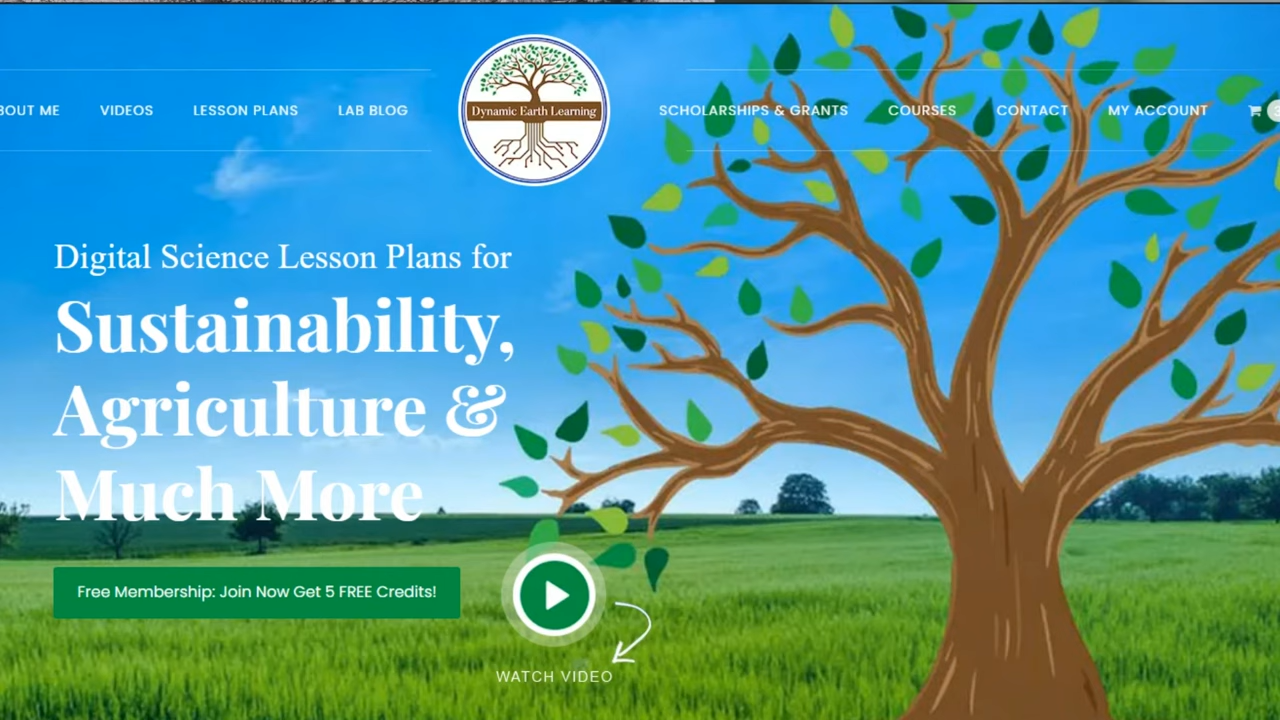 BOUT ME
VIDEOS
LESSON PLANS
LAB BLOG
Dynamic Earth Learning
SCHOLARSHIPS & GRANTS
COURSES
CONTACT
MY ACCOUNT
Digital Science Lesson Plans for
Sustainability,
Agriculture &
Much More
Free Membership: Join Now Get 5 FREE Credits!
WATCH VIDEO